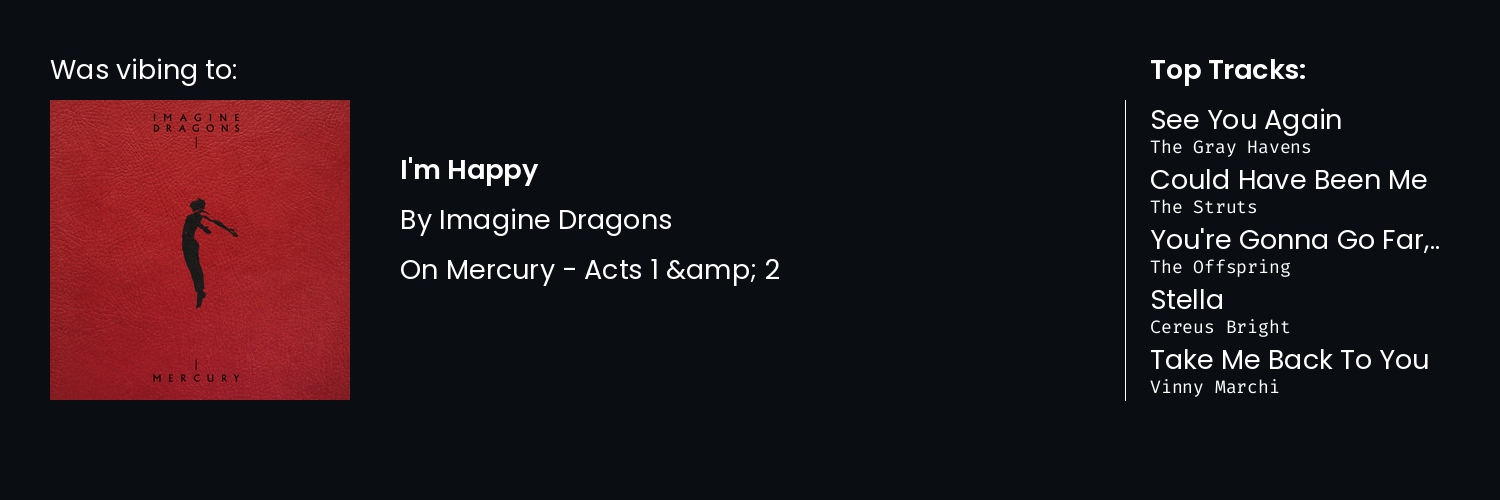 Was vibing to:
IMAGINE
DRAGONS
MERCURY
I'm Happy
By Imagine Dragons
On Mercury - Acts 1 &amp; 2
Top Tracks:
See You Again
The Gray Havens
Could Have Been Me
The Struts
You're Gonna Go Far,..
The Offspring
Stella
Cereus Bright
Take Me Back To You
Vinny Marchi